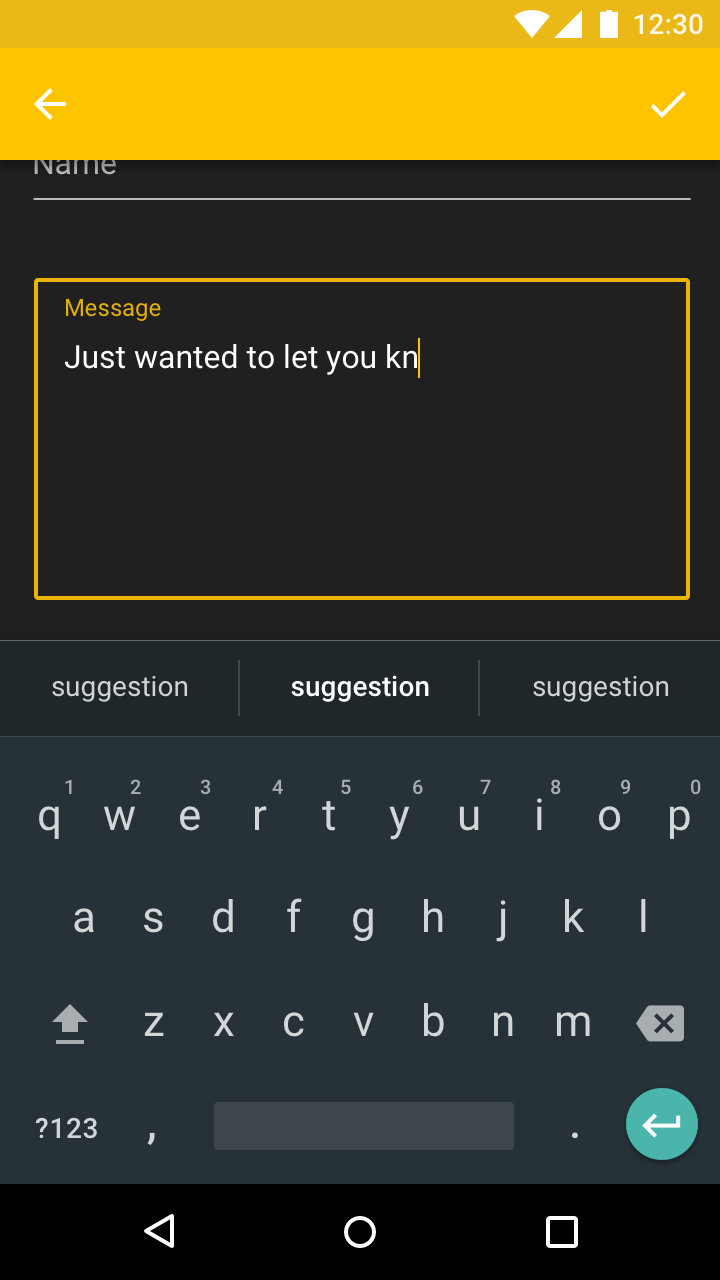 12:30
Name
Message
Just wanted to let you kn
suggestion suggestion suggestion
1 2 3 4 5 6 7 8 9 0
q w e r t y u i o p
a s d f g h j k l
z x c v b n m
?123 , .